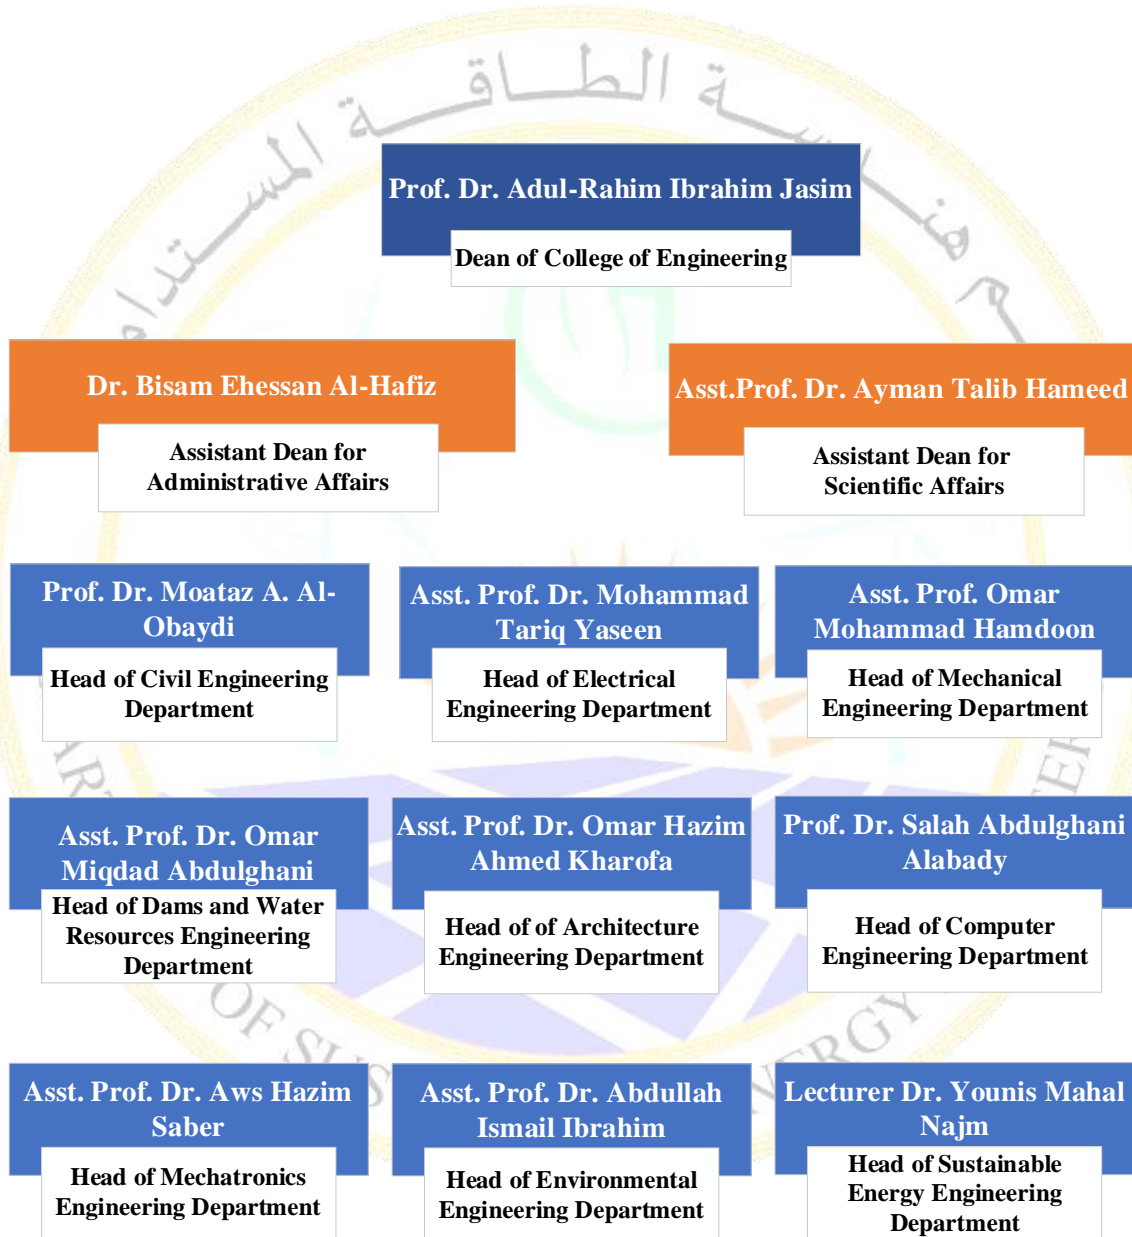 هندسة الطاقة
Prof. Dr. Adul-Rahim Ibrahim Jasim
Dean of College of Engineering
Dr. Bisam Ehessan Al-Hafiz
Asst.Prof. Dr. Ayman Talib Hameed
Assistant Dean for
Administrative Affairs
Assistant Dean for
Scientific Affairs
Prof. Dr. Moataz A. Al-
Obaydi
Head of Civil Engineering
Department
Asst. Prof. Dr. Mohammad
Tariq Yaseen
Head of Electrical
Engineering Department
Asst. Prof. Omar
Mohammad Hamdoon
Head of Mechanical
Engineering Department
Asst. Prof. Dr. Omar
Miqdad Abdulghani
Head of Dams and Water
Resources Engineering
Department
Asst. Prof. Dr. Omar Hazim
Ahmed Kharofa
Head of of Architecture
Engineering Department
Prof. Dr. Salah Abdulghani
Alabady
Head of Computer
Engineering Department
OF
Asst. Prof. Dr. Aws Hazim
Saber
Head of Mechatronics
Engineering Department
Asst. Prof. Dr. Abdullah
Ismail Ibrahim
Head of Environmental
Engineering Department
Lecturer Dr. Younis Mahal
Najm
Head of Sustainable
Energy Engineering
Department